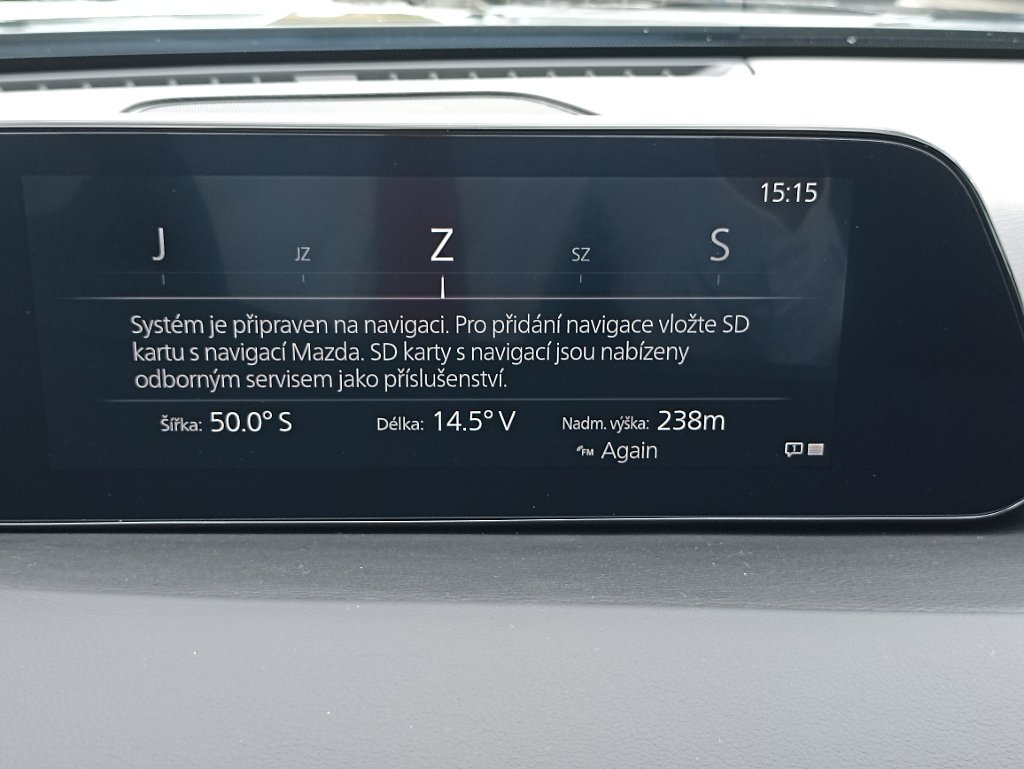 15:15
J JZ Z SZ S
Systém je připraven na navigaci. Pro přidání navigace vložte SD
kartu s navigací Mazda. SD karty s navigací jsou nabízeny
odborným servisem jako příslušenství.
Šířka: 50.0° S Délka: 14.5° V Nadm. výška: 238m
FM Again
1